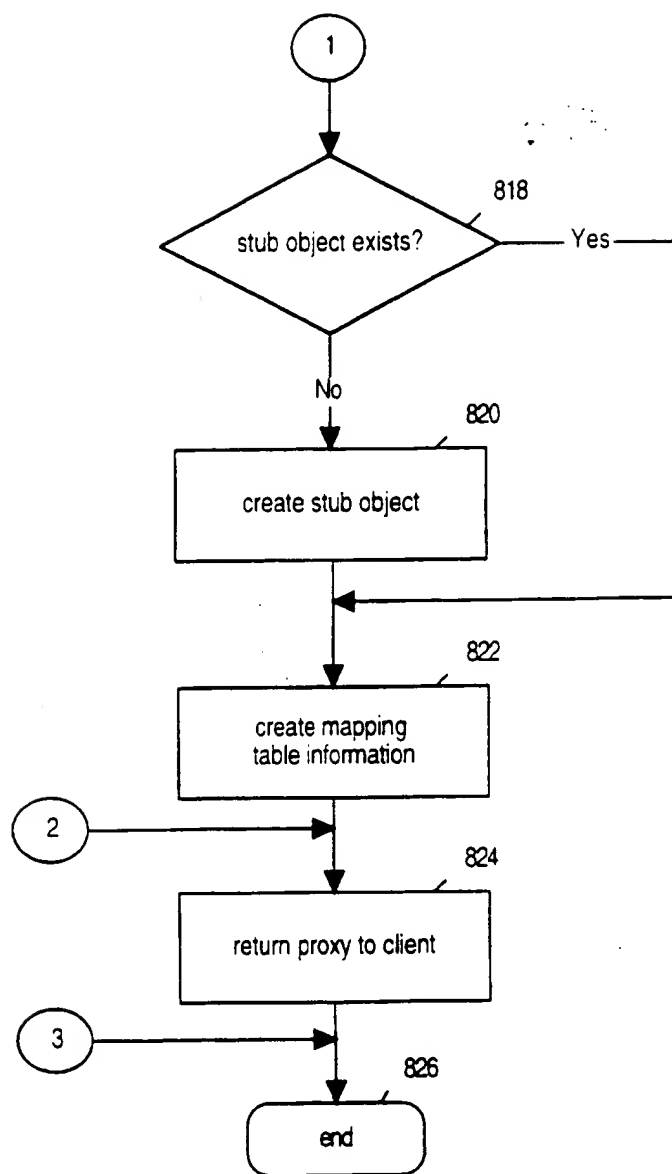 1
818
stub object exists?
Yes
No
820
create stub object
822
create mapping
table information
2
824
return proxy to client
3
826
end